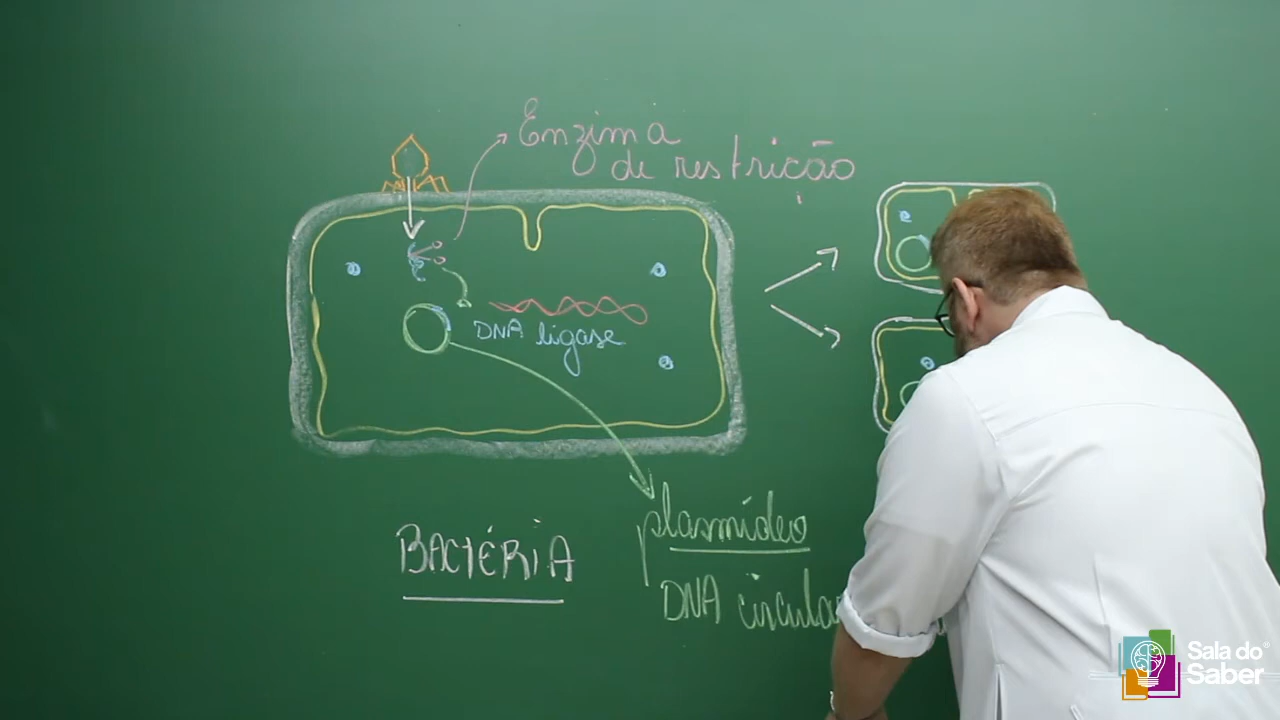 Enzima
de restrição
DNA ligase
BACTÉRIA
plasmídeo
DNA circular
Sala do®
Saber